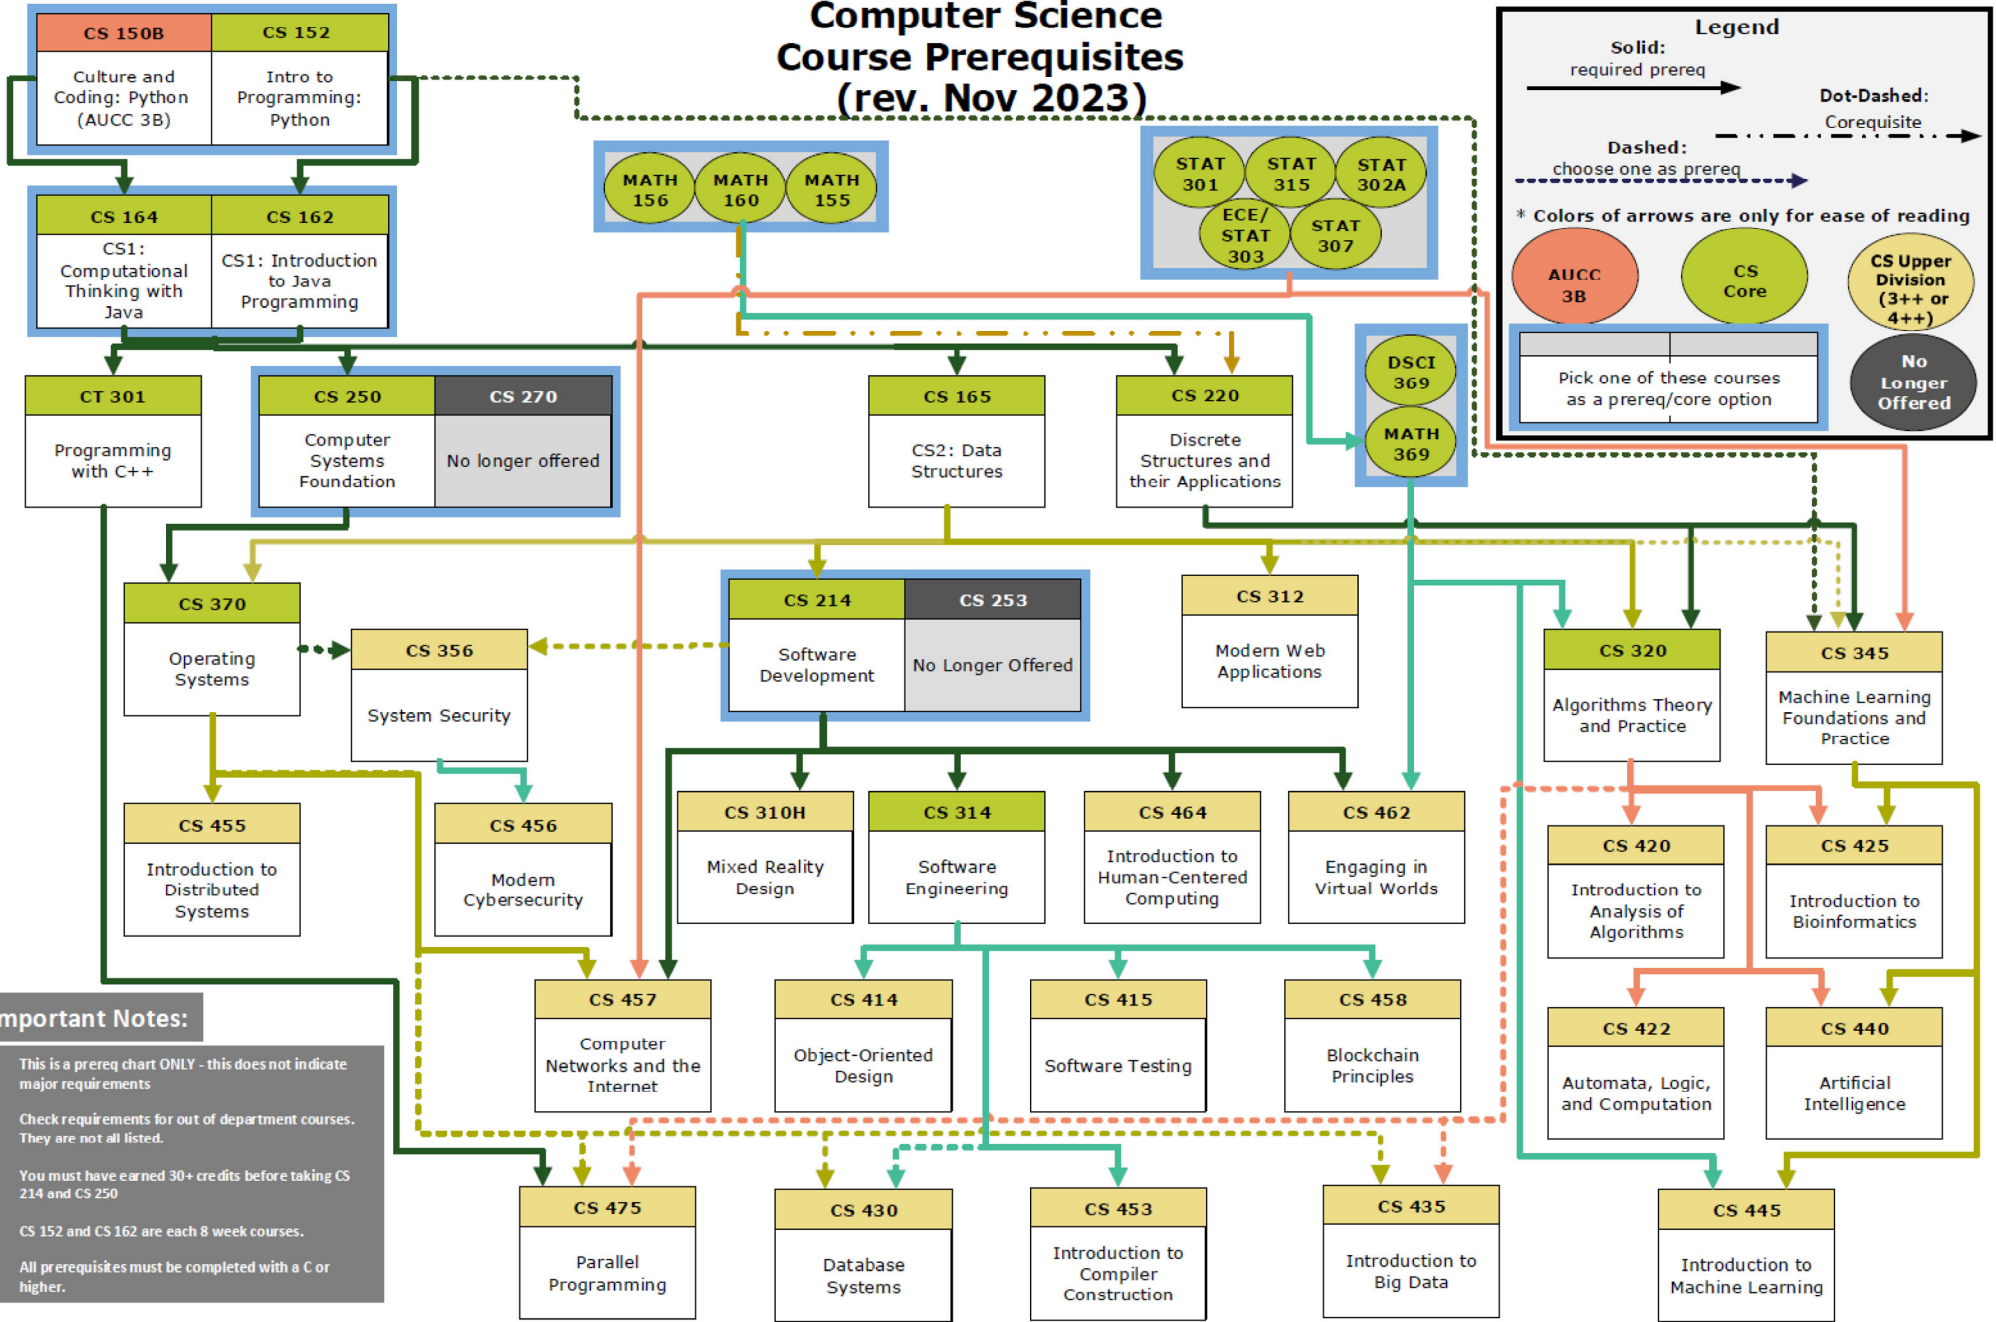 Computer Science
Course Prerequisites
(rev. Nov 2023)
CS 150B
CS 152
Culture and
Coding: Python
(AUCC 3B)
Intro to
Programming:
Python
CS 164
CS 162
CS1:
Computational
Thinking with
Java
CS1: Introduction
to Java
Programming
MATH
156
MATH
160
MATH
155
STAT
301
STAT
315
STAT
302A
ECE/
STAT
303
STAT
307
Legend
Solid:
required prereq
Dot-Dashed:
Corequisite
Dashed:
choose one as prereq
* Colors of arrows are only for ease of reading
AUCC
3B
CS
Core
CS Upper
Division
(3++ or
4++)
Pick one of these courses
as a prereq/core option
No
Longer
Offered
CT 301
Programming
with C++
CS 250
CS 270
Computer
Systems
Foundation
No longer offered
CS 165
CS2: Data
Structures
CS 220
Discrete
Structures and
their Applications
DSCI
369
MATH
369
CS 370
Operating
Systems
CS 356
System Security
CS 214
CS 253
Software
Development
No Longer Offered
CS 312
Modern Web
Applications
CS 320
Algorithms Theory
and Practice
CS 345
Machine Learning
Foundations and
Practice
CS 455
Introduction to
Distributed
Systems
CS 456
Modern
Cybersecurity
CS 310H
Mixed Reality
Design
CS 314
Software
Engineering
CS 464
Introduction to
Human-Centered
Computing
CS 462
Engaging in
Virtual Worlds
CS 420
Introduction to
Analysis of
Algorithms
CS 425
Introduction to
Bioinformatics
CS 457
Computer
Networks and the
Internet
CS 414
Object-Oriented
Design
CS 415
Software Testing
CS 458
Blockchain
Principles
CS 422
Automata, Logic,
and Computation
CS 440
Artificial
Intelligence
mportant Notes:
This is a prereq chart ONLY - this does not indicate
major requirements
Check requirements for out of department courses.
They are not all listed.
You must have earned 30+ credits before taking CS
214 and CS 250
CS 152 and CS 162 are each 8 week courses.
All prerequisites must be completed with a C or
higher.
CS 475
Parallel
Programming
CS 430
Database
Systems
CS 453
Introduction to
Compiler
Construction
CS 435
Introduction to
Big Data
CS 445
Introduction to
Machine Learning